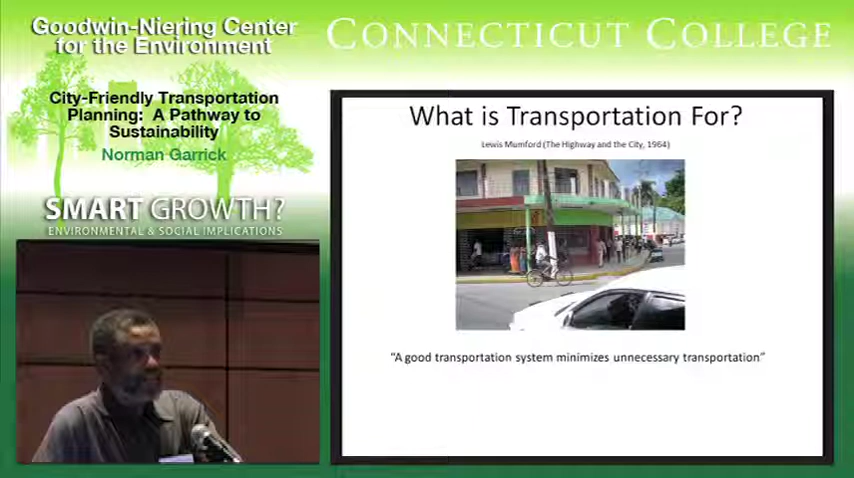 Goodwin-Niering Center
for the Environment
CONNECTICUT COLLEGE
City-Friendly Transportation
Planning: A Pathway to
Sustainability
Norman Garrick
SMART GROWTH?
ENVIRONMENTAL & SOCIAL IMPLICATIONS
What is Transportation For?
Lewis Mumford (The Highway and the City, 1964)
“A good transportation system minimizes unnecessary transportation”